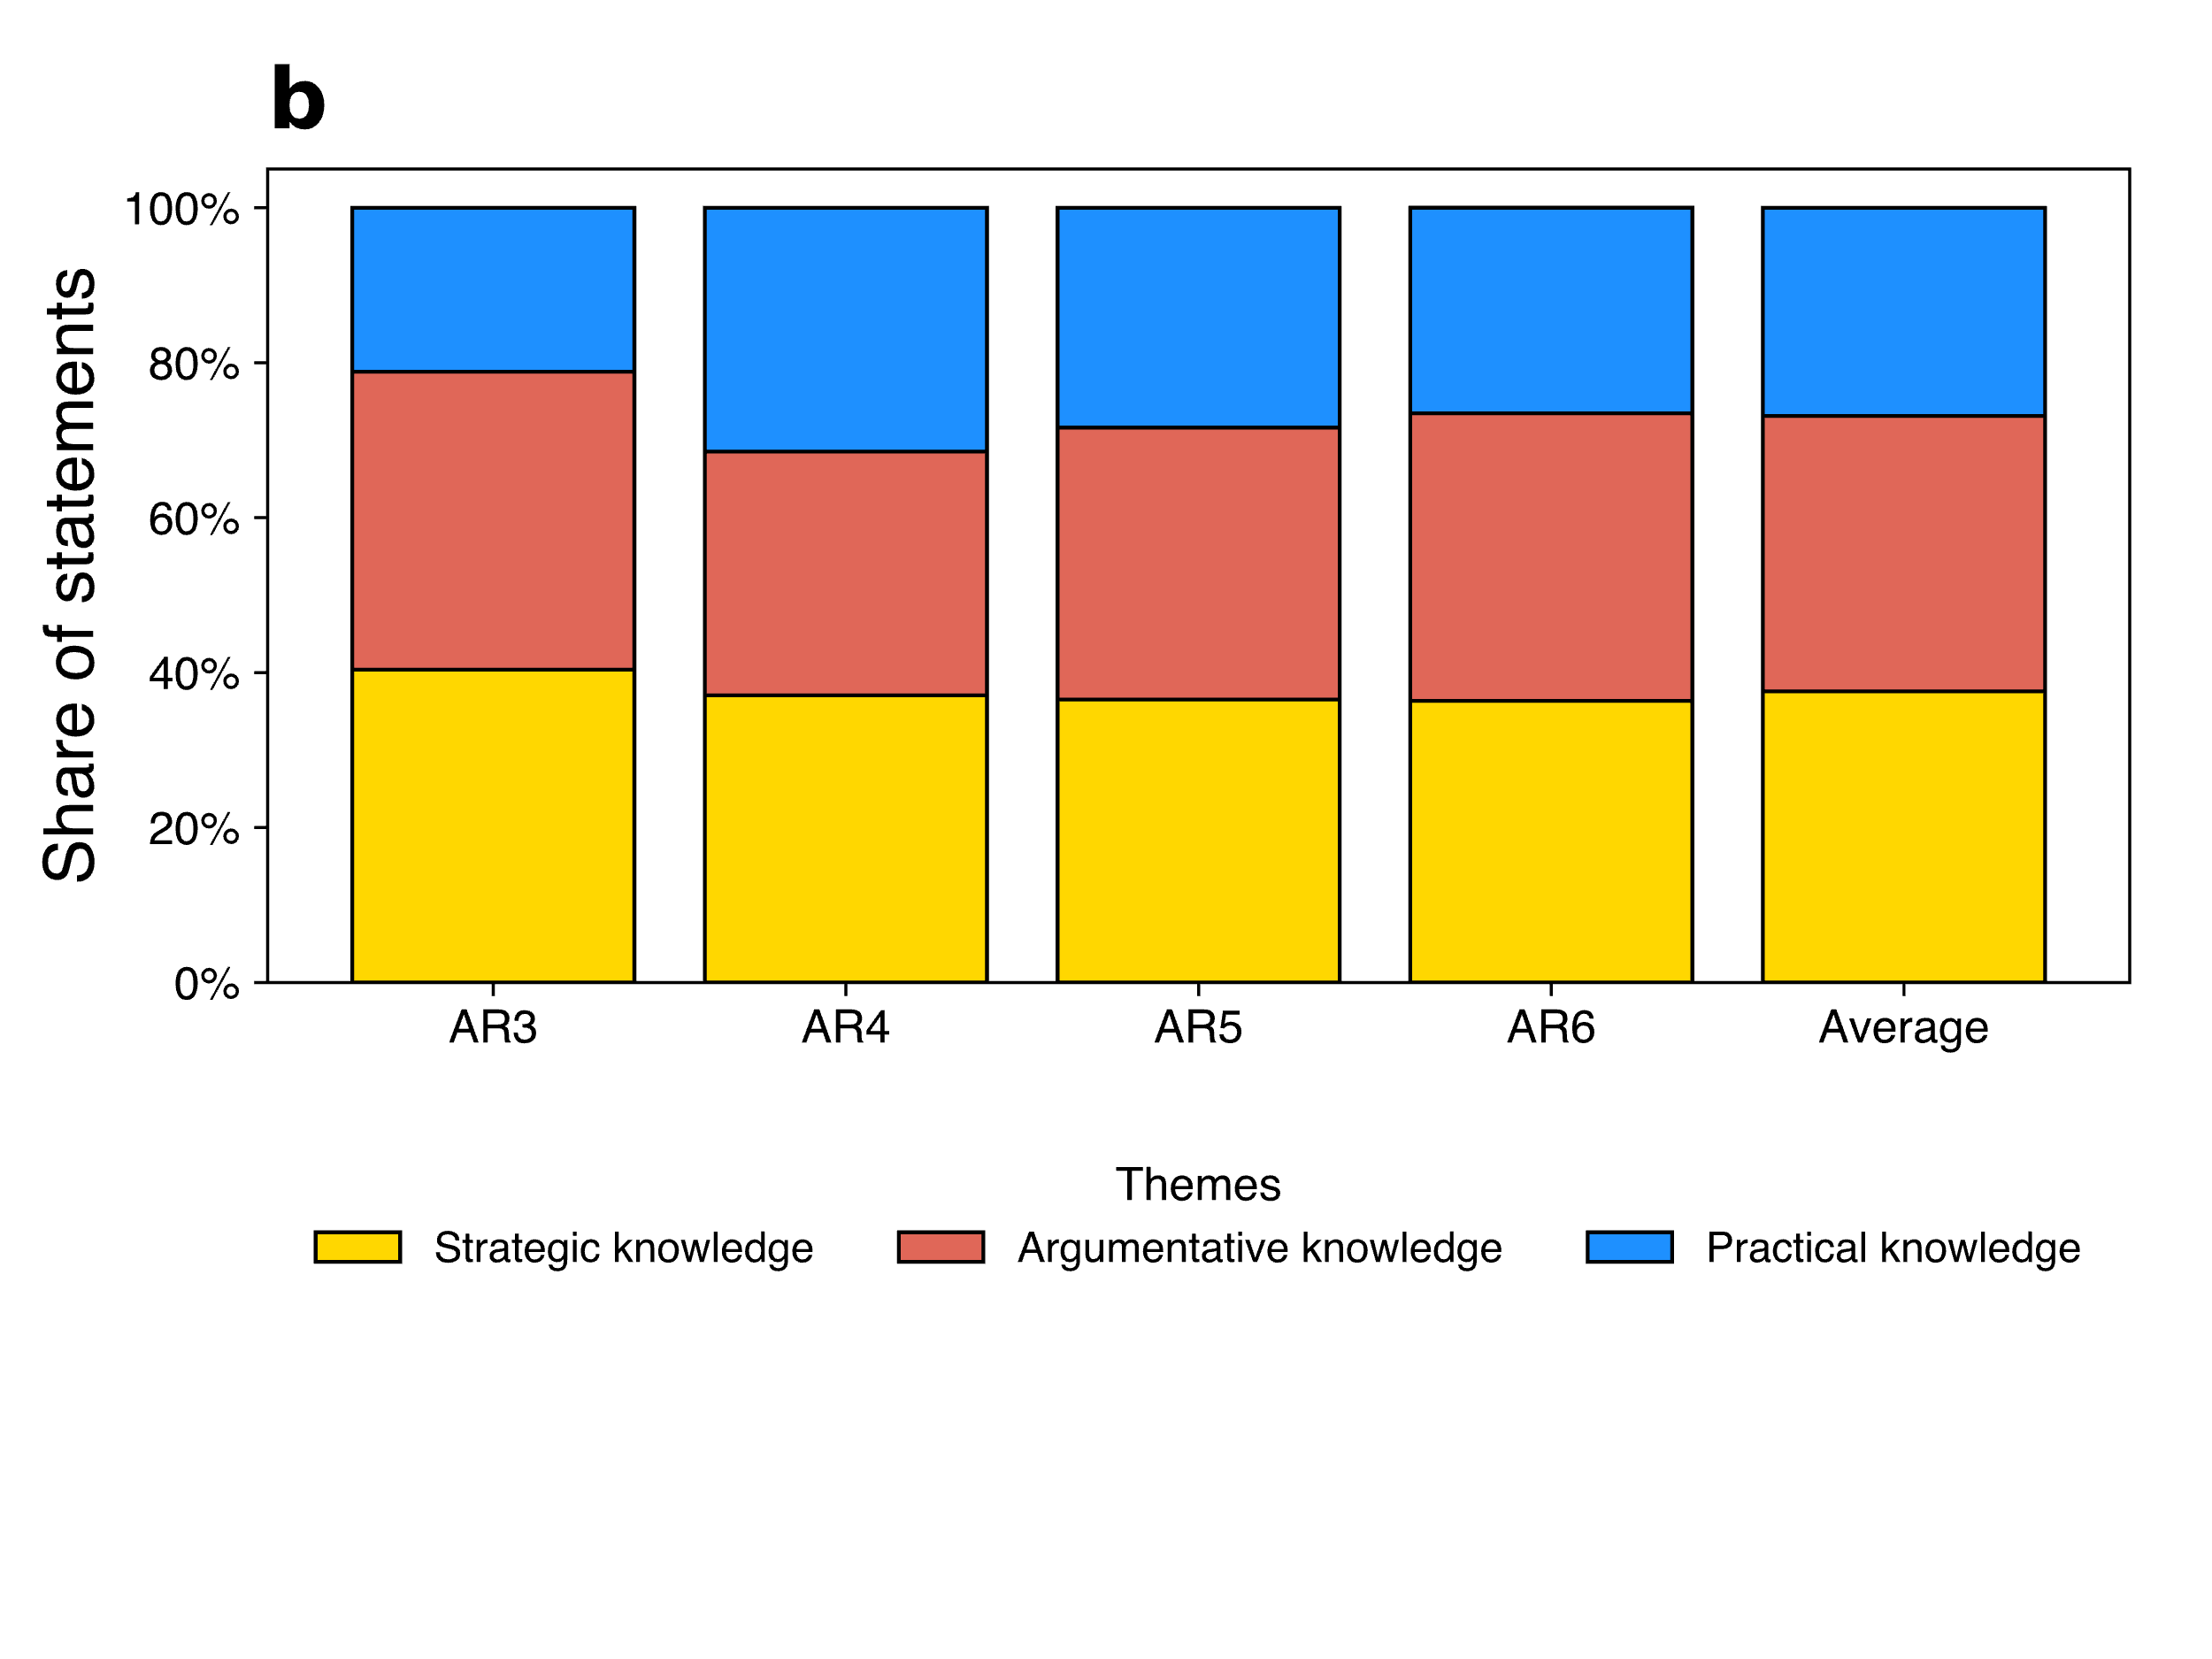 b
Share of statements
100%
80%
60%
40%
20%
0%
AR3 AR4 AR5 AR6 Average
Themes
Strategic knowledge Argumentative knowledge Practical knowledge